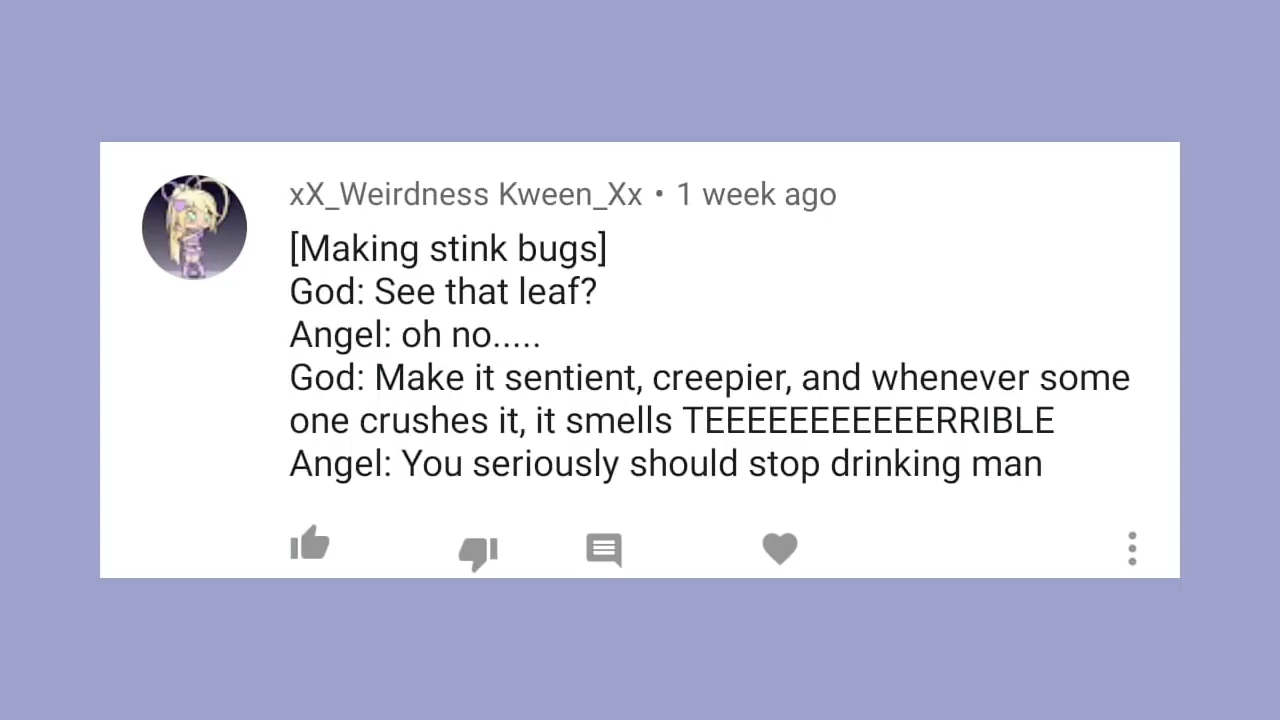 xX_Weirdness Kween_Xx • 1 week ago
[Making stink bugs]
God: See that leaf?
Angel: oh no.....
God: Make it sentient, creepier, and whenever some
one crushes it, it smells TEEEEEEEEEEEERRIBLE
Angel: You seriously should stop drinking man